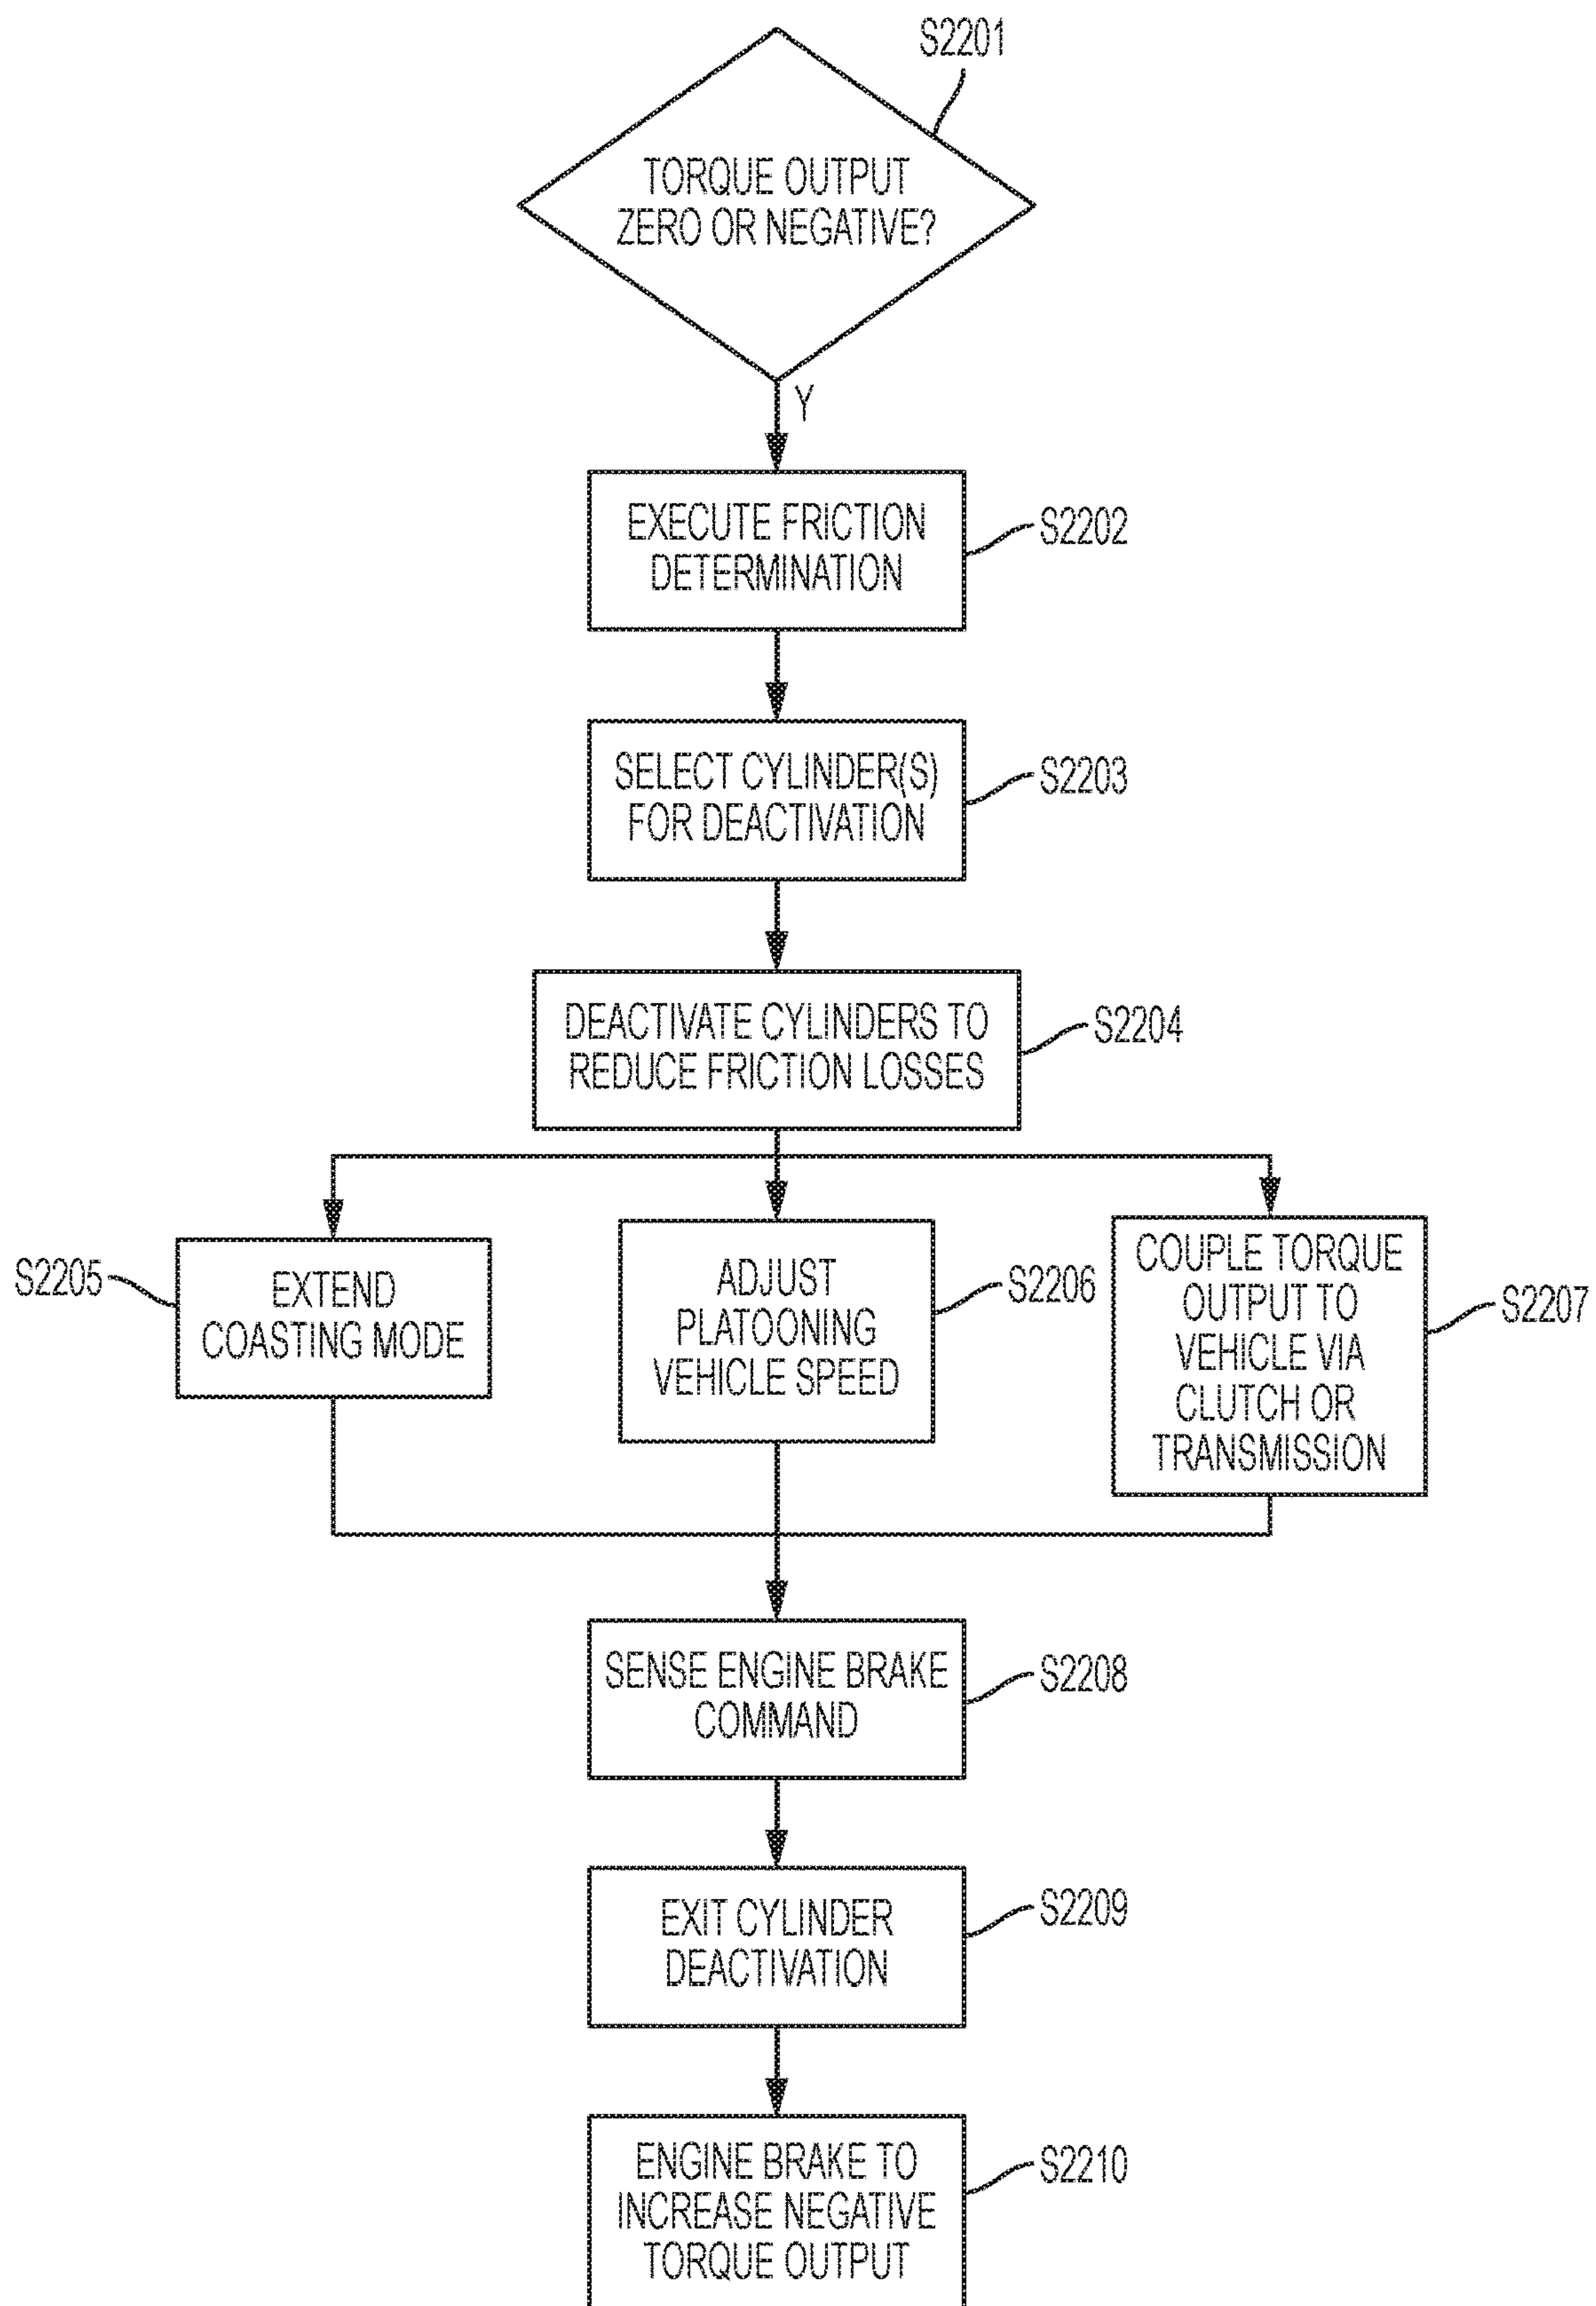 S2201
TORQUE OUTPUT
ZERO OR NEGATIVE?
Y
EXECUTE FRICTION
DETERMINATION
S2202
SELECT CYLINDER(S)
FOR DEACTIVATION
S2203
DEACTIVATE CYLINDERS TO
REDUCE FRICTION LOSSES
S2204
S2205
EXTEND
COASTING MODE
ADJUST
PLATOONING
VEHICLE SPEED
S2206
COUPLE TORQUE
OUTPUT TO
VEHICLE VIA
CLUTCH OR
TRANSMISSION
S2207
SENSE ENGINE BRAKE
COMMAND
S2208
EXIT CYLINDER
DEACTIVATION
S2209
ENGINE BRAKE TO
INCREASE NEGATIVE
TORQUE OUTPUT
S2210